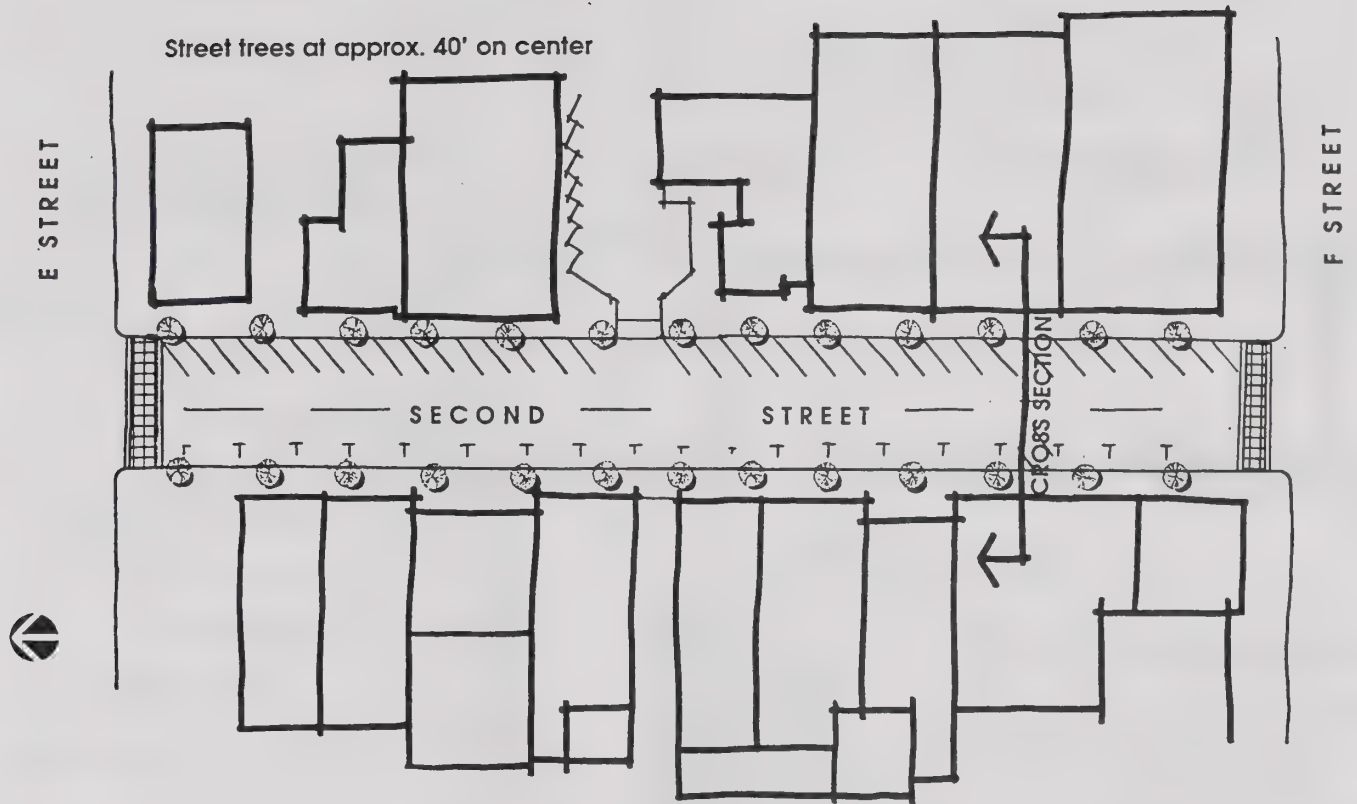 Street trees at approx. 40' on center
E STREET
F STREET
SECOND STREET
CROSS SECTION